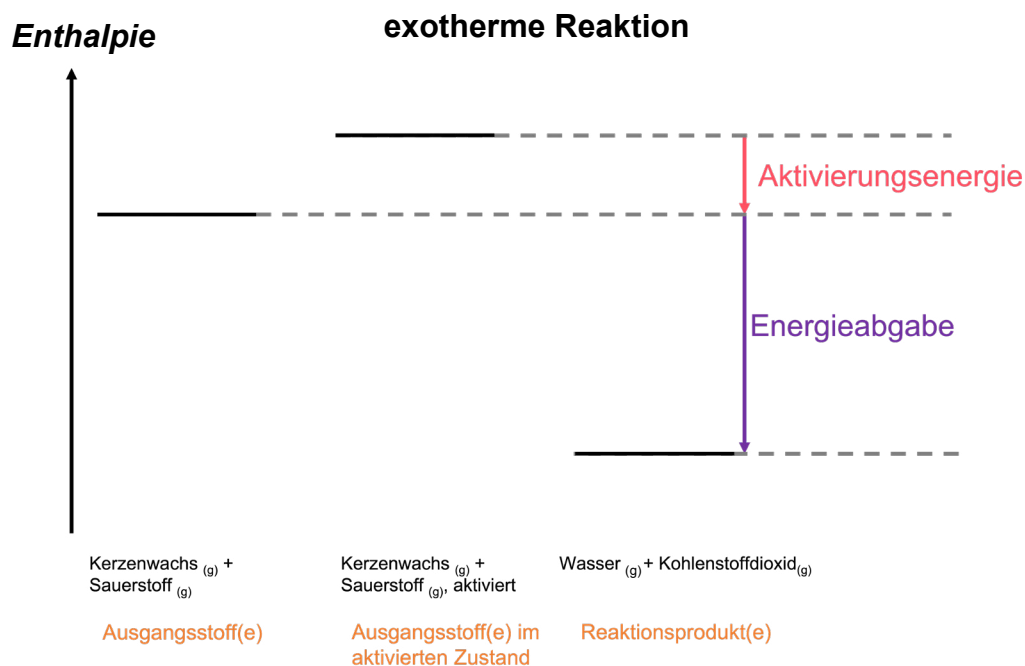 exotherme Reaktion
Enthalpie
Aktivierungsenergie
Energieabgabe
Kerzenwachs (g) +
Sauerstoff (g)
Kerzenwachs (g) +
Sauerstoff (g), aktiviert
Wasser (g) + Kohlenstoffdioxid(g)
Ausgangsstoff(e)
Ausgangsstoff(e) im
aktivierten Zustand
Reaktionsprodukt(e)